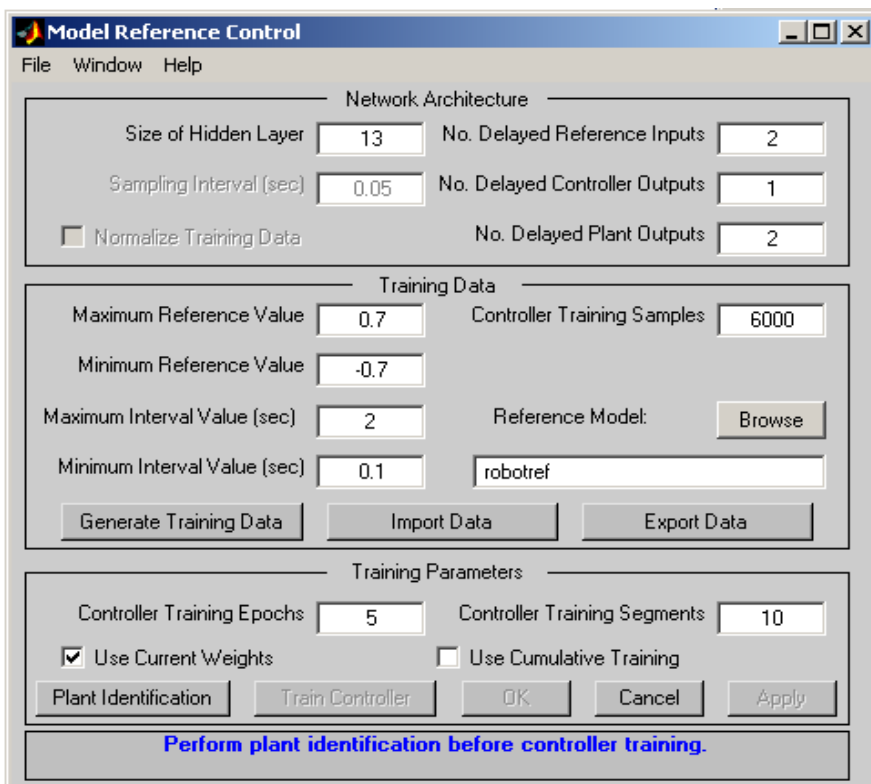 Model Reference Control
File Window Help
Network Architecture
Size of Hidden Layer 13 No. Delayed Reference Inputs 2
Sampling Interval (sec) 0.05 No. Delayed Controller Outputs 1
Normalize Training Data No. Delayed Plant Outputs 2
Training Data
Maximum Reference Value 0.7 Controller Training Samples 6000
Minimum Reference Value -0.7
Maximum Interval Value (sec) 2 Reference Model: Browse
Minimum Interval Value (sec) 0.1 robotref
Generate Training Data Import Data Export Data
Training Parameters
Controller Training Epochs 5 Controller Training Segments 10
Use Current Weights Use Cumulative Training
Plant Identification Train Controller OK Cancel Apply
Perform plant identification before controller training.